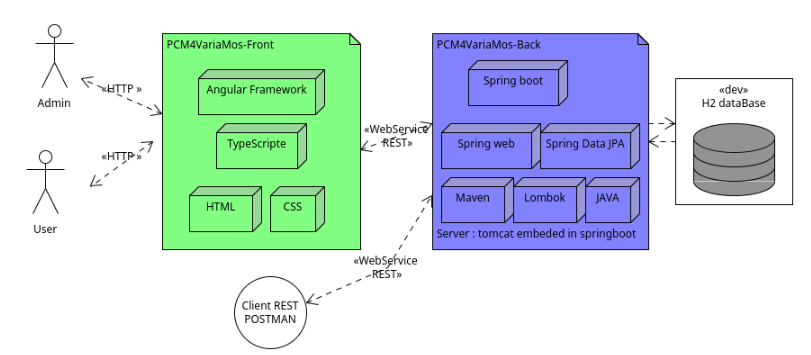 Admin
«HTTP »
«HTTP »
User
PCM4VariaMos-Front
Angular Framework
TypeScripte
HTML
CSS
«WebService
REST»
«WebService
REST»
Client REST
POSTMAN
PCM4VariaMos-Back
Spring boot
Spring web
Spring Data JPA
Maven
Lombok
JAVA
Server : tomcat embeded in springboot
«dev»
H2 dataBase